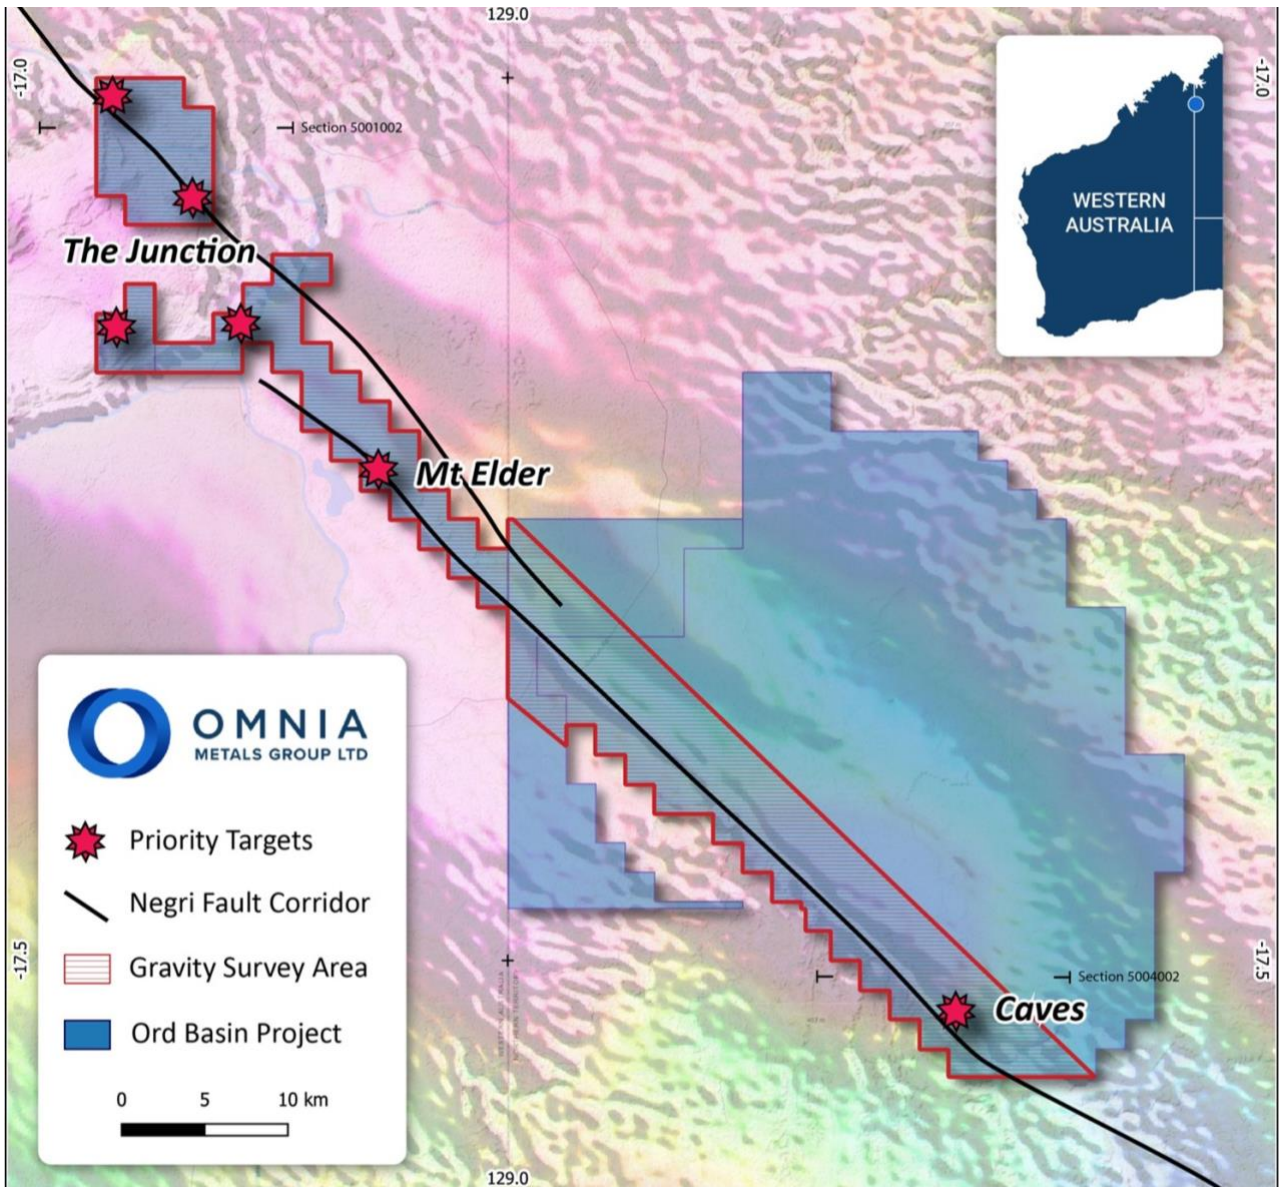 129.0
-17.0
-17.0
Section 5001002
WESTERN
AUSTRALIA
The Junction
Mt Elder
OMNIA
METALS GROUP LTD
Priority Targets
Negri Fault Corridor
Gravity Survey Area
Ord Basin Project
0 5 10 km
-17.5
-17.5
Section 5004002
Caves
129.0